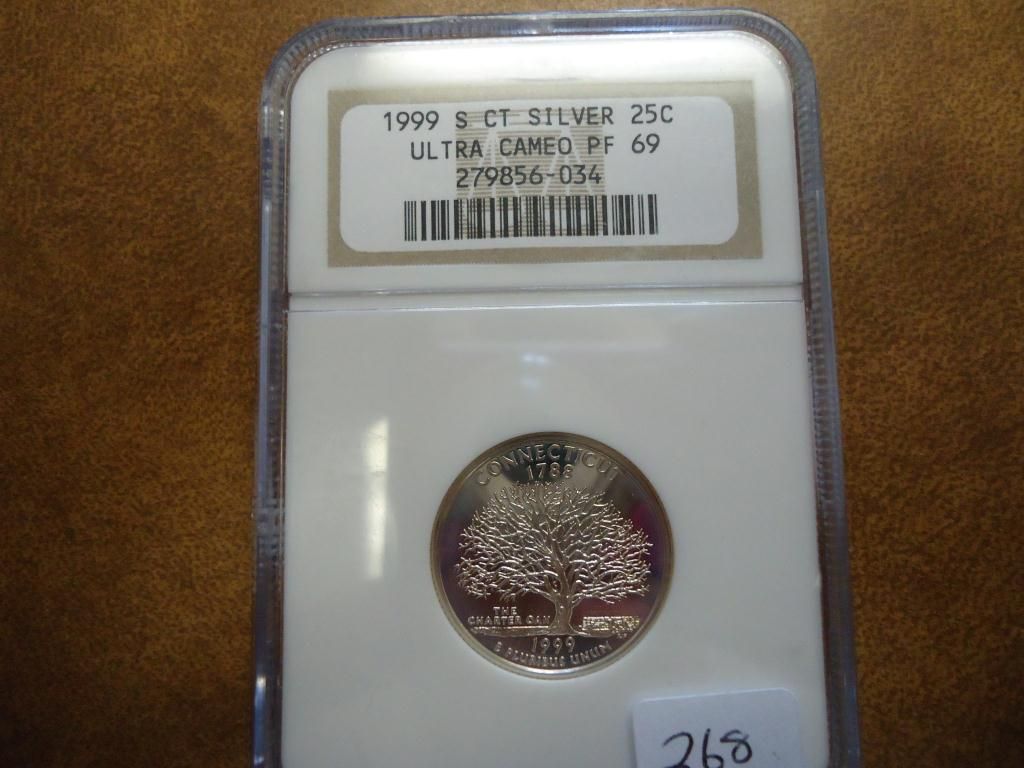 1999 S CT SILVER 25C
ULTRA CAMEO PF 69
279856-034
CONNECTICUT
1788
THE
CHARTER OAK
1999
E PLURIBUS UNUM
268